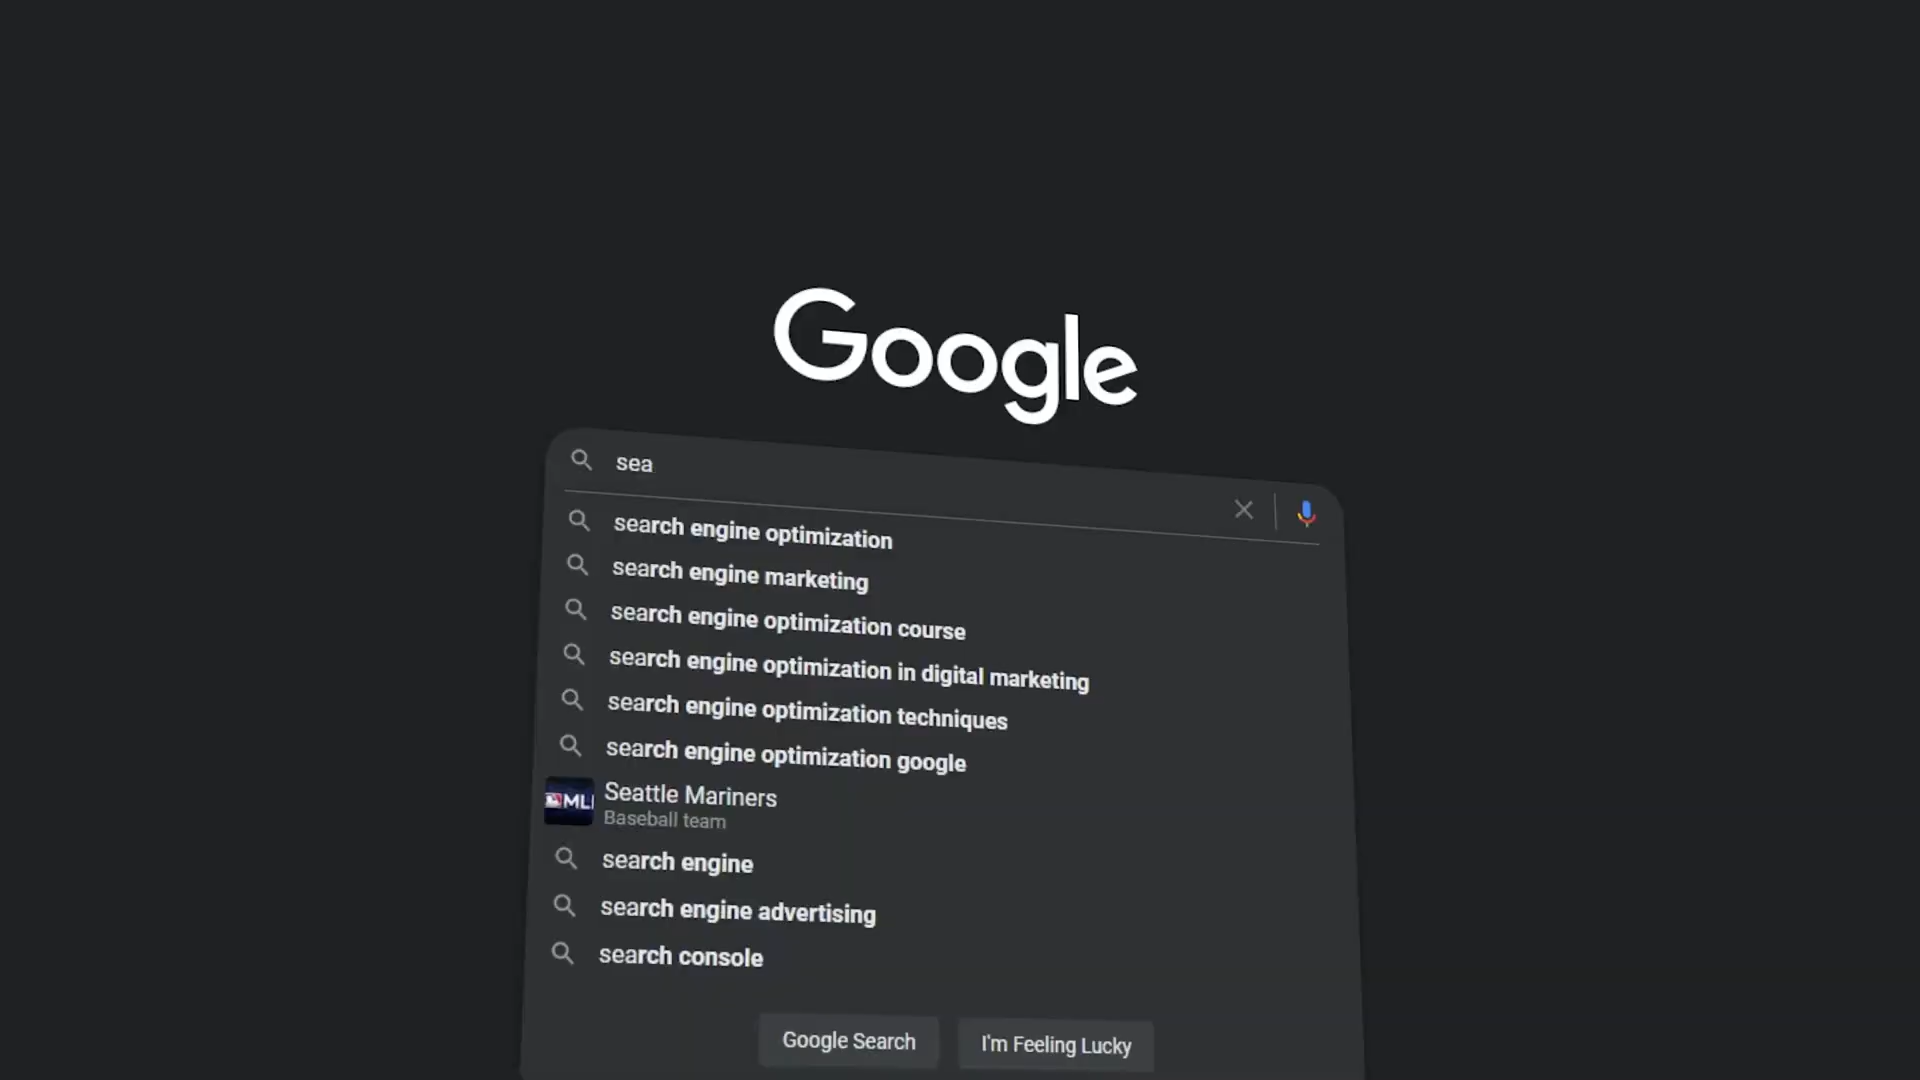 Google
sea
search engine optimization
search engine marketing
search engine optimization course
search engine optimization in digital marketing
search engine optimization techniques
search engine optimization google
ML
Seattle Mariners
Baseball team
search engine
search engine advertising
search console
Google Search
I'm Feeling Lucky